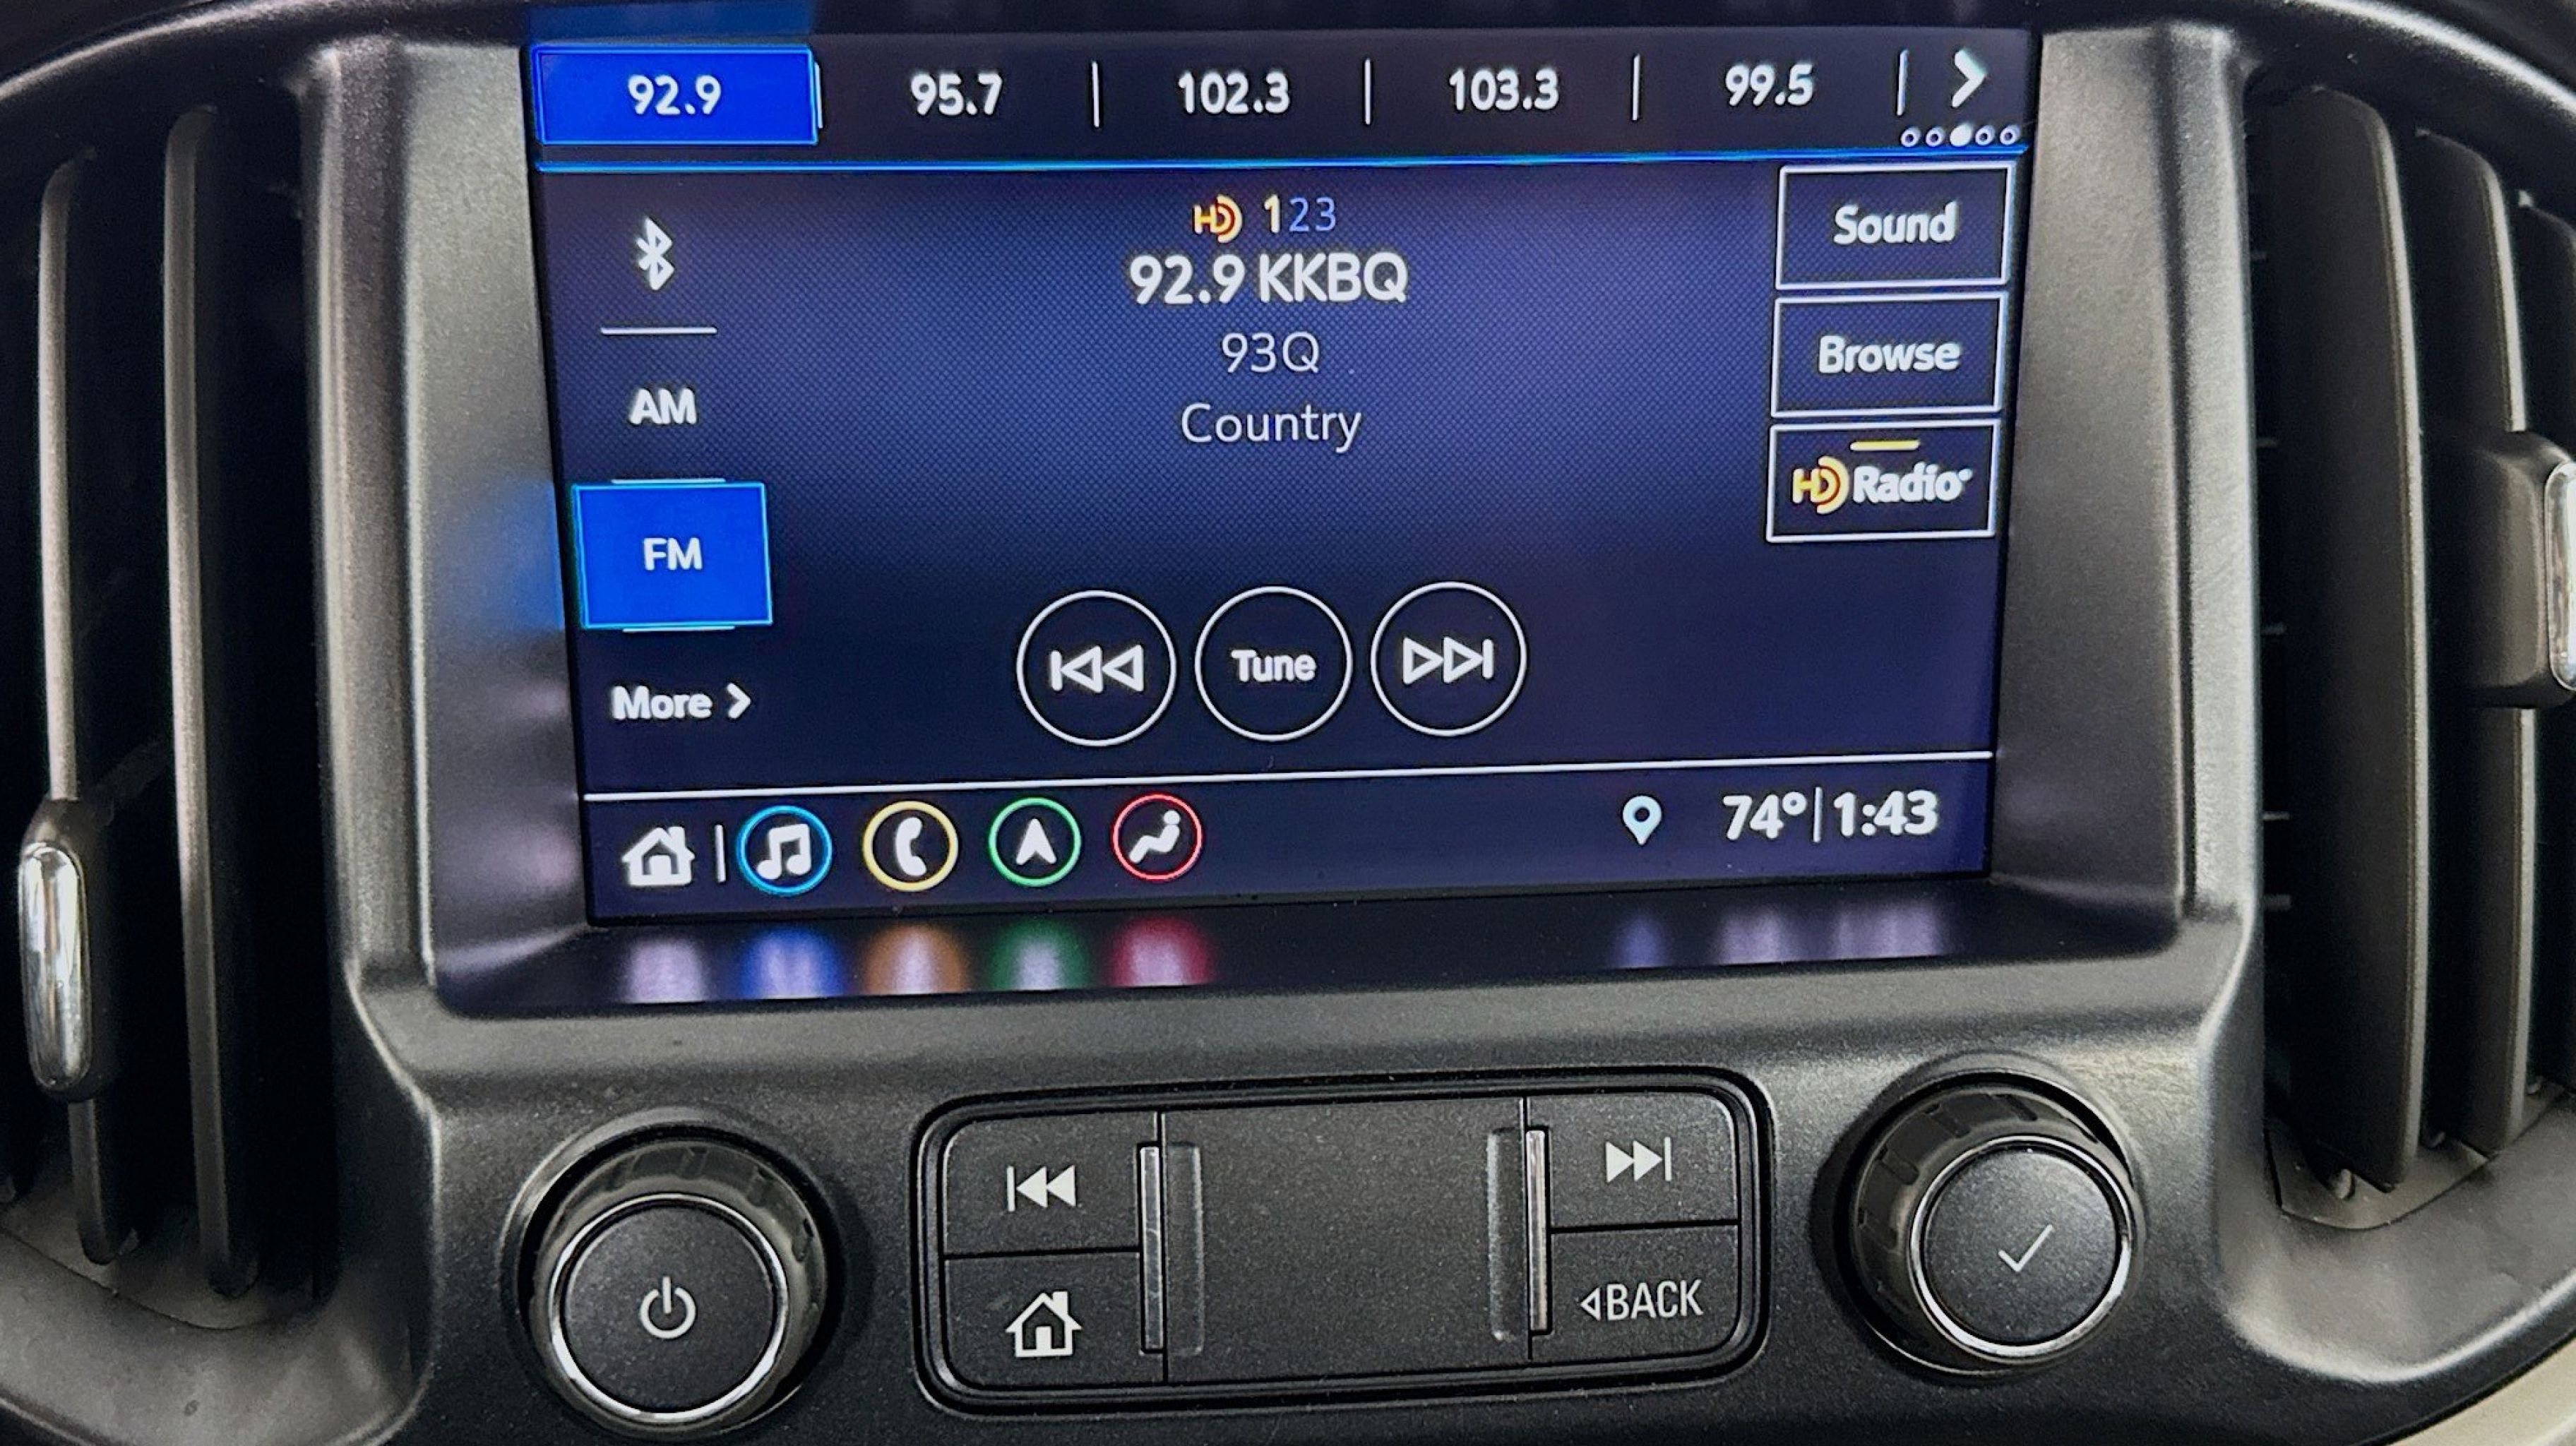 92.9 | 95.7 | 102.3 | 103.3 | 99.5 |
HD 123
92.9 KKBQ
93Q
Country
AM
FM
More
Sound
Browse
HD Radio
Tune
74° | 1:43
BACK